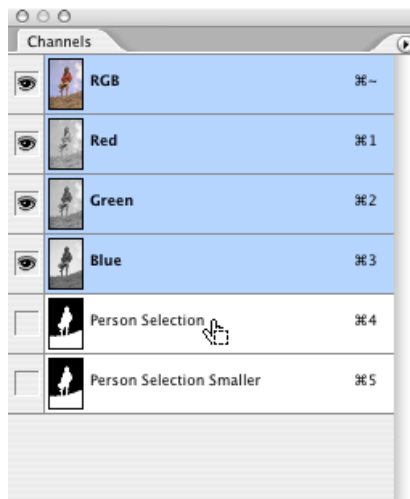 Channels
RGB ⌘~
Red ⌘1
Green ⌘2
Blue ⌘3
Person Selection ⌘4
Person Selection Smaller ⌘5